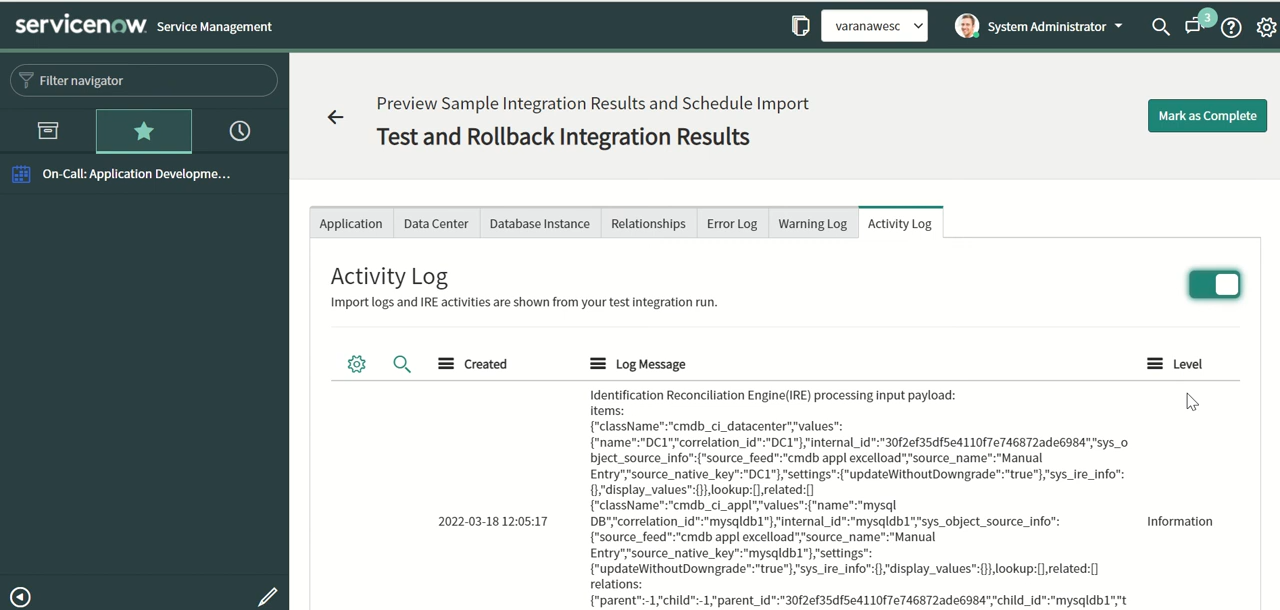 servicenow. Service Management
varanawesc
System Administrator
3
Filter navigator
On-Call: Application Developme...
Preview Sample Integration Results and Schedule Import
Test and Rollback Integration Results
Mark as Complete
Application Data Center Database Instance Relationships Error Log Warning Log Activity Log
Activity Log
Import logs and IRE activities are shown from your test integration run.
Created Log Message Level
Identification Reconciliation Engine(IRE) processing input payload:
items:
{"className":"cmdb_ci_datacenter","values":
{"name":"DC1","correlation_id":"DC1"},"internal_id":"30f2ef35df5e4110f7e746872ade6984","sys_o
bject_source_info":{"source_feed":"cmdb appl excelload","source_name":"Manual
Entry","source_native_key":"DC1"},"settings":{"updateWithoutDowngrade":"true"},"sys_ire_info":
{},"display_values":{}},lookup:[],related:[]
{"className":"cmdb_ci_appl","values":{"name":"mysql
2022-03-18 12:05:17 DB","correlation_id":"mysqldb1"},"internal_id":"mysqldb1","sys_object_source_info": Information
{"source_feed":"cmdb appl excelload","source_name":"Manual
Entry","source_native_key":"mysqldb1"},"settings":
{"updateWithoutDowngrade":"true"},"sys_ire_info":{},"display_values":{}},lookup:[],related:[]
relations:
{"parent":-1,"child":-1,"parent_id":"30f2ef35df5e4110f7e746872ade6984","child_id":"mysqldb1","t